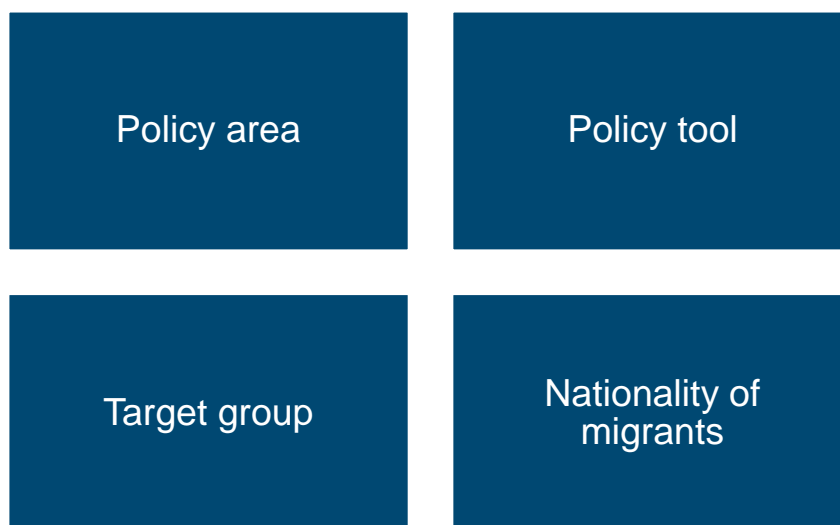 Policy area
Policy tool
Target group
Nationality of
migrants